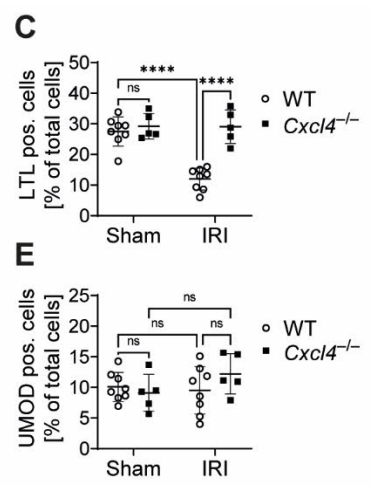 C
LTL pos. cells
[% of total cells]
50
40
30
20
10
0
ns
****
****
Sham
IRI
WT
Cxcl4–/–
E
UMOD pos. cells
[% of total cells]
25
20
15
10
5
0
ns
ns
ns
ns
Sham
IRI
WT
Cxcl4–/–